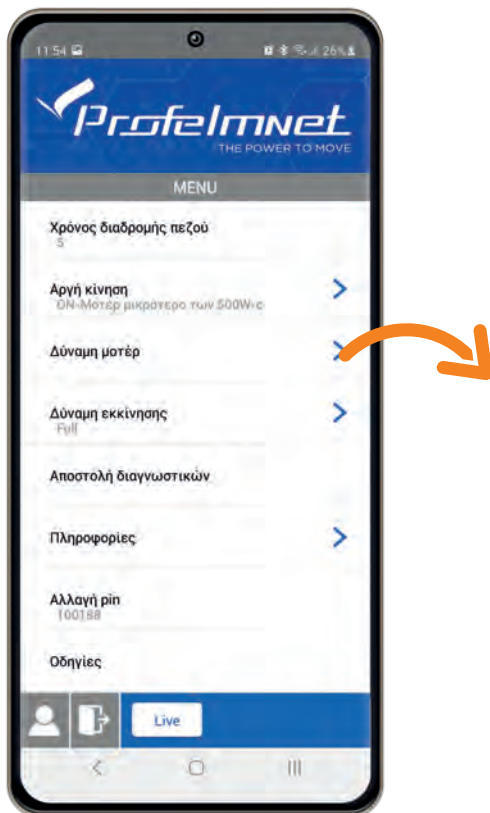 11:54
26%
Profelmnet
THE POWER TO MOVE
MENU
Χρόνος διαδρομής πεζού
5
Αργή κίνηση
ON-Μοτέρ μικρότερο των 500W-c
Δύναμη μοτέρ
Δύναμη εκκίνησης
Full
Αποστολή διαγνωστικών
Πληροφορίες
Αλλαγή pin
100188
Οδηγίες
Live